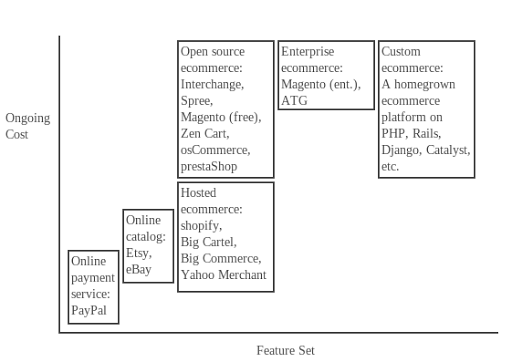 Ongoing
Cost
Open source
ecommerce:
Interchange,
Spree,
Magento (free),
Zen Cart,
osCommerce,
prestaShop
Enterprise
ecommerce:
Magento (ent.),
ATG
Custom
ecommerce:
A homegrown
ecommerce
platform on
PHP, Rails,
Django, Catalyst,
etc.
Hosted
ecommerce:
shopify,
Big Cartel,
Big Commerce,
Yahoo Merchant
Online
catalog:
Etsy,
eBay
Online
payment
service:
PayPal
Feature Set